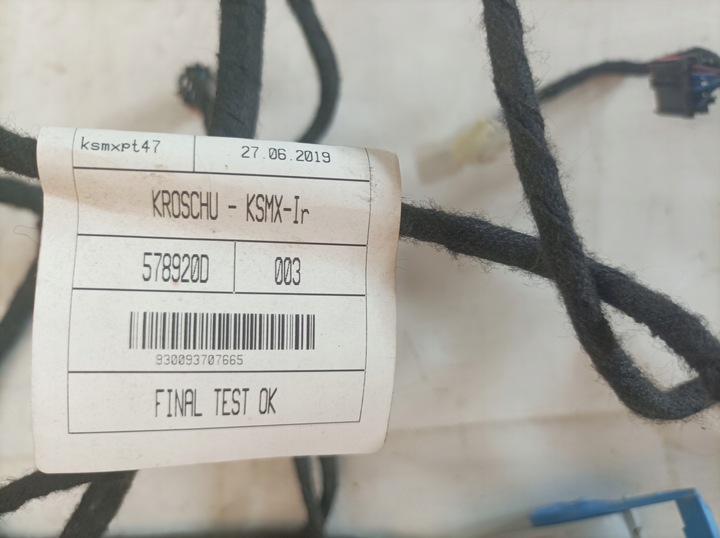 ksmxpt47 27.06.2019
KROSCHU - KSMX-Ir
578920D 003
930093707665
FINAL TEST OK